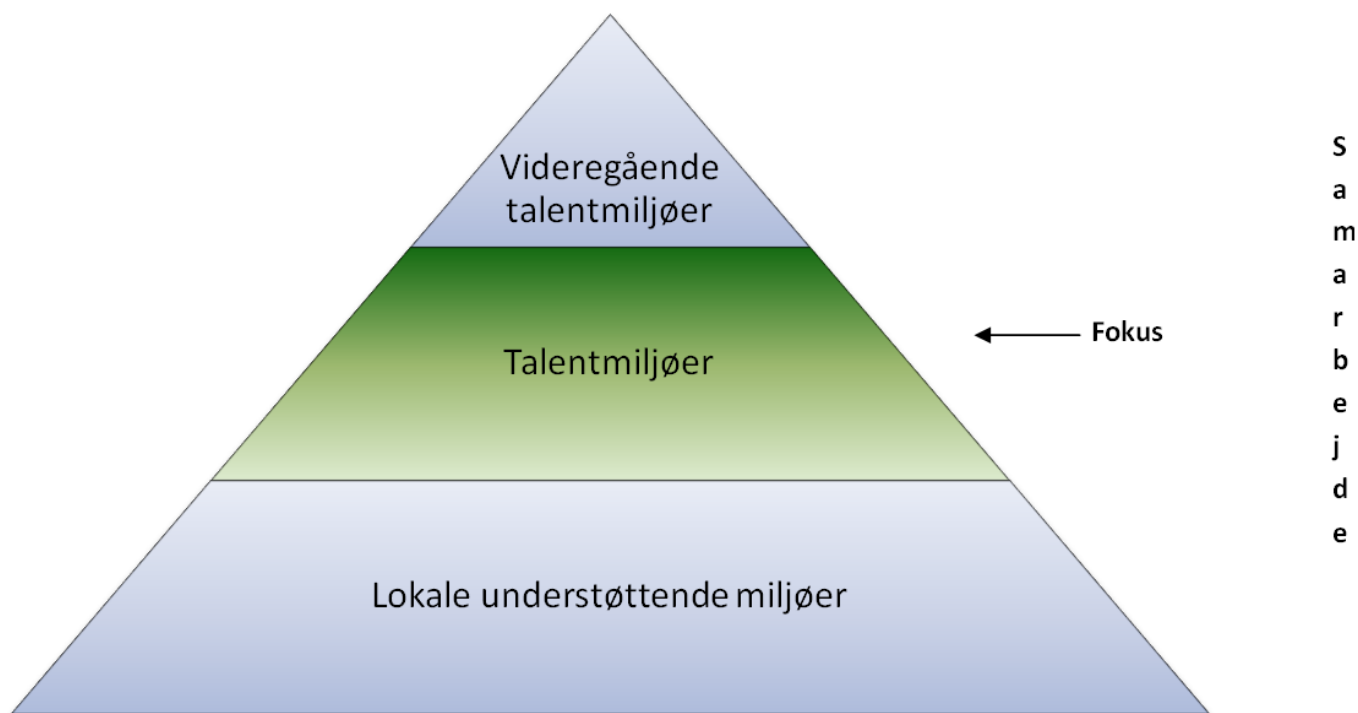 Videregående
talentmiljøer
Talentmiljøer
Fokus
Lokale understøttende miljøer
S
a
m
a
r
b
e
j
d
e